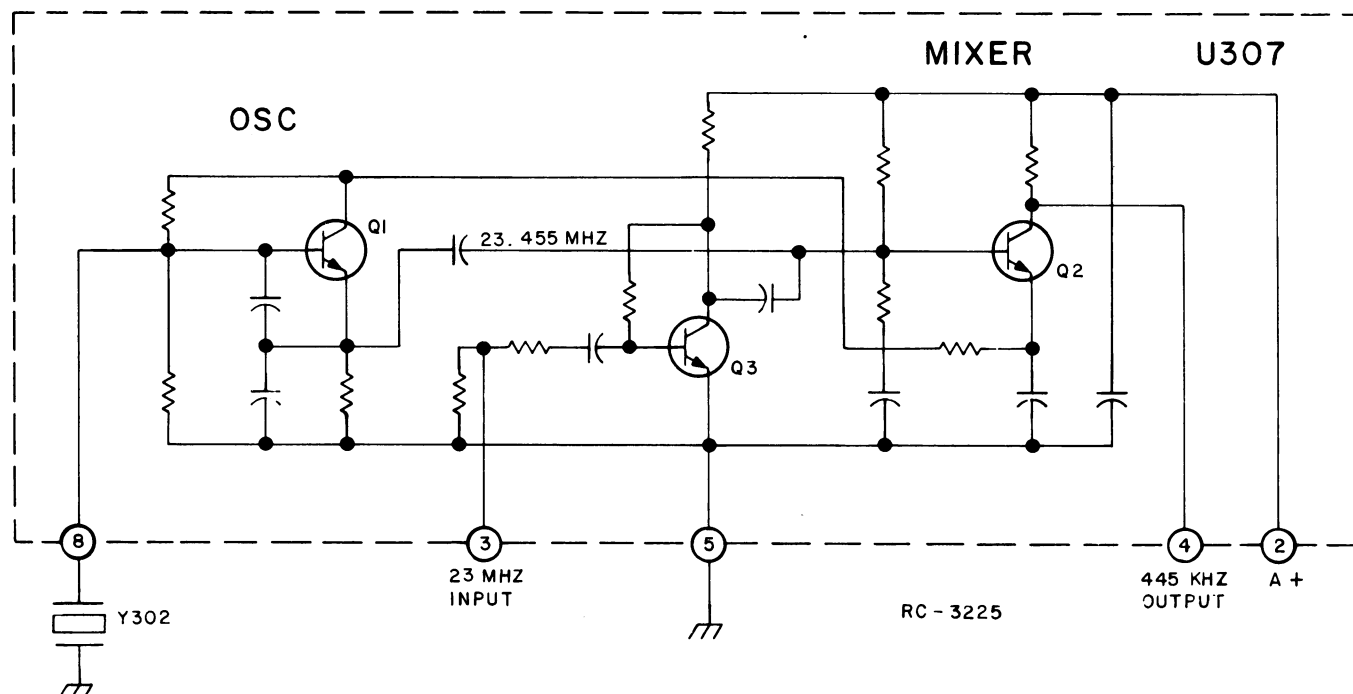 MIXER
U307
OSC
Q1
23.455 MHZ
Q2
Q3
8
3
5
4
2
23 MHZ
INPUT
445 KHZ
OUTPUT
A +
Y302
RC-3225